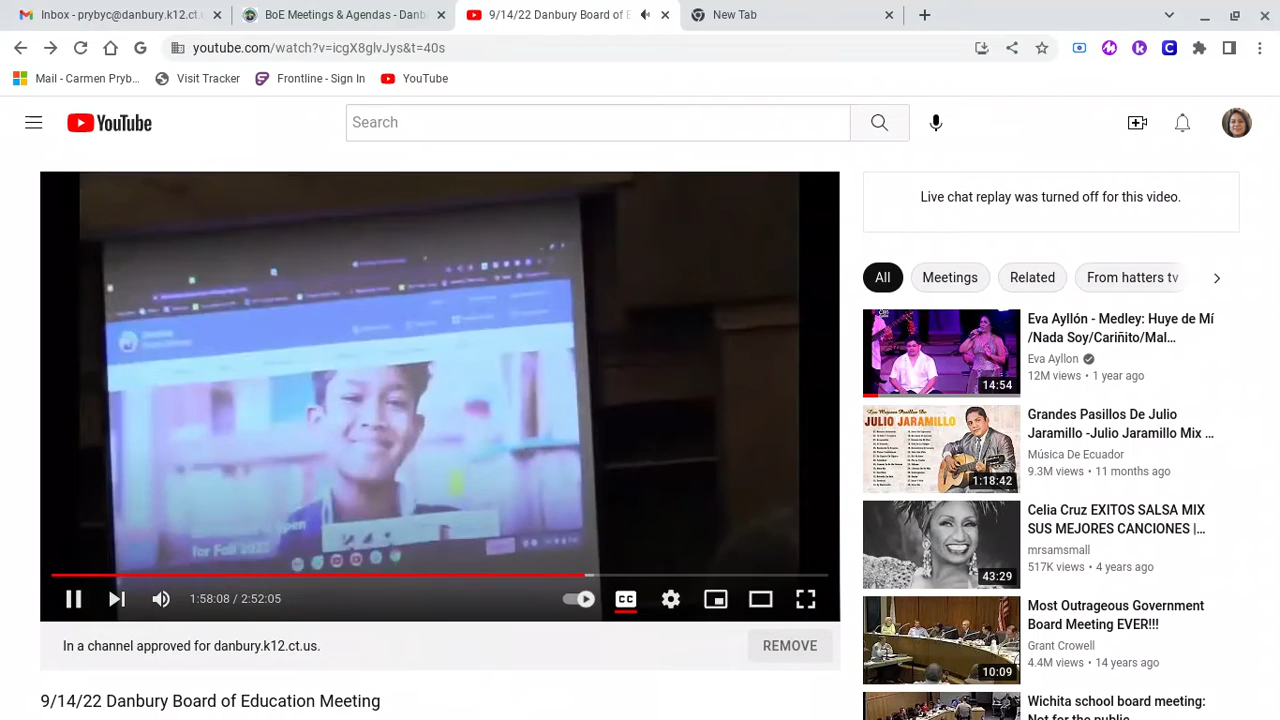 Inbox - prybyc@danbury.k12.ct.u
BoE Meetings & Agendas - Danb
9/14/22 Danbury Board of E
New Tab
youtube.com/watch?v=icgX8glvJys&t=40s
Mail - Carmen Pryb...
Visit Tracker
Frontline - Sign In
YouTube
YouTube
Search
Live chat replay was turned off for this video.
All
Meetings
Related
From hatters tv
Eva Ayllón - Medley: Huye de Mí
/Nada Soy/Cariñito/Mal...
Eva Ayllon
12M views • 1 year ago
14:54
JULIO JARAMILLO
1:18:42
Grandes Pasillos De Julio
Jaramillo -Julio Jaramillo Mix ...
Música De Ecuador
9.3M views • 11 months ago
43:29
Celia Cruz EXITOS SALSA MIX
SUS MEJORES CANCIONES |...
mrsamsmall
517K views • 4 years ago
10:09
Most Outrageous Government
Board Meeting EVER!!!
Grant Crowell
4.4M views • 14 years ago
Wichita school board meeting:
Not for the public
for Fall
1:58:08 / 2:52:05
CC
In a channel approved for danbury.k12.ct.us.
REMOVE
9/14/22 Danbury Board of Education Meeting